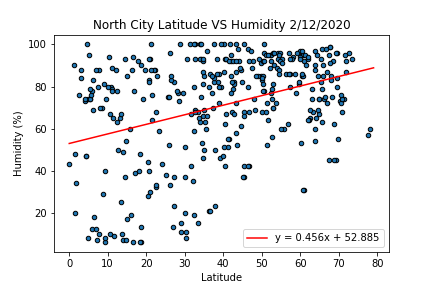 North City Latitude VS Humidity 2/12/2020
100
80
60
40
20
Humidity (%)
y = 0.456x + 52.885
0 10 20 30 40 50 60 70 80
Latitude